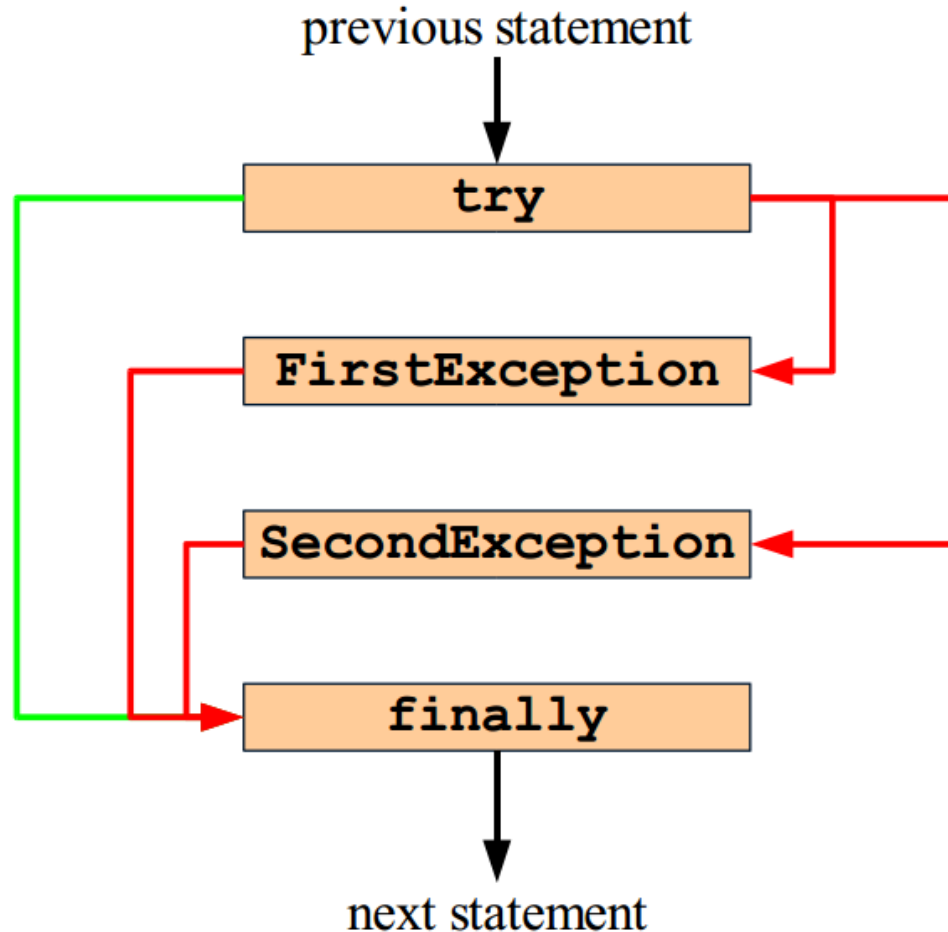 previous statement
try
FirstException
SecondException
finally
next statement